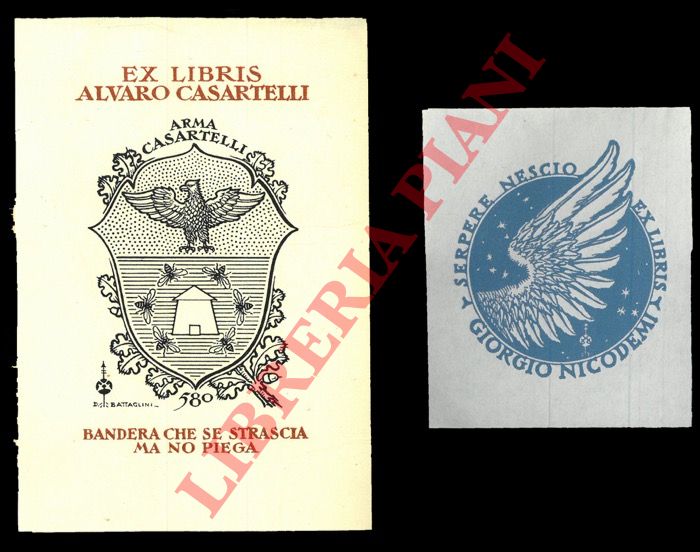 EX LIBRIS
ALVARO CASARTELLI
ARMA
CASARTELLI
580
BATTAGLINI
BANDERA CHE SE STRASCIA
MA NO PIEGA
SERPERE NESCIO
EX LIBRIS
GIORGIO NICODEMI
LIBRERIA PIANI